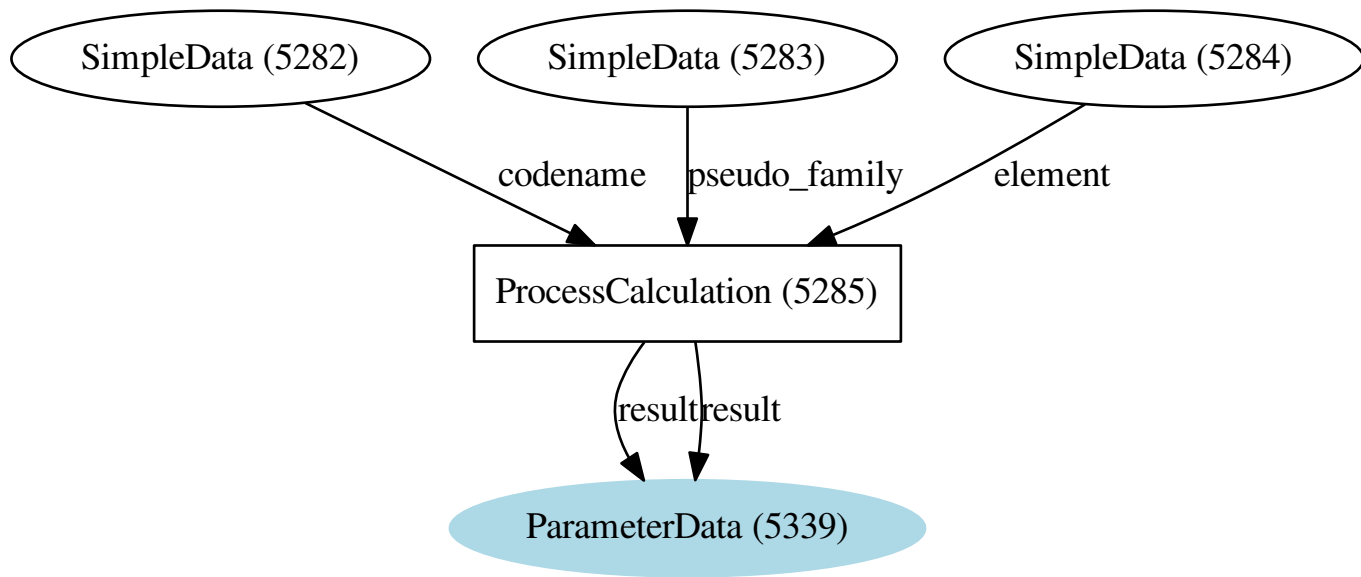 SimpleData (5282)
SimpleData (5283)
SimpleData (5284)
codename
pseudo_family
element
ProcessCalculation (5285)
result
result
ParameterData (5339)